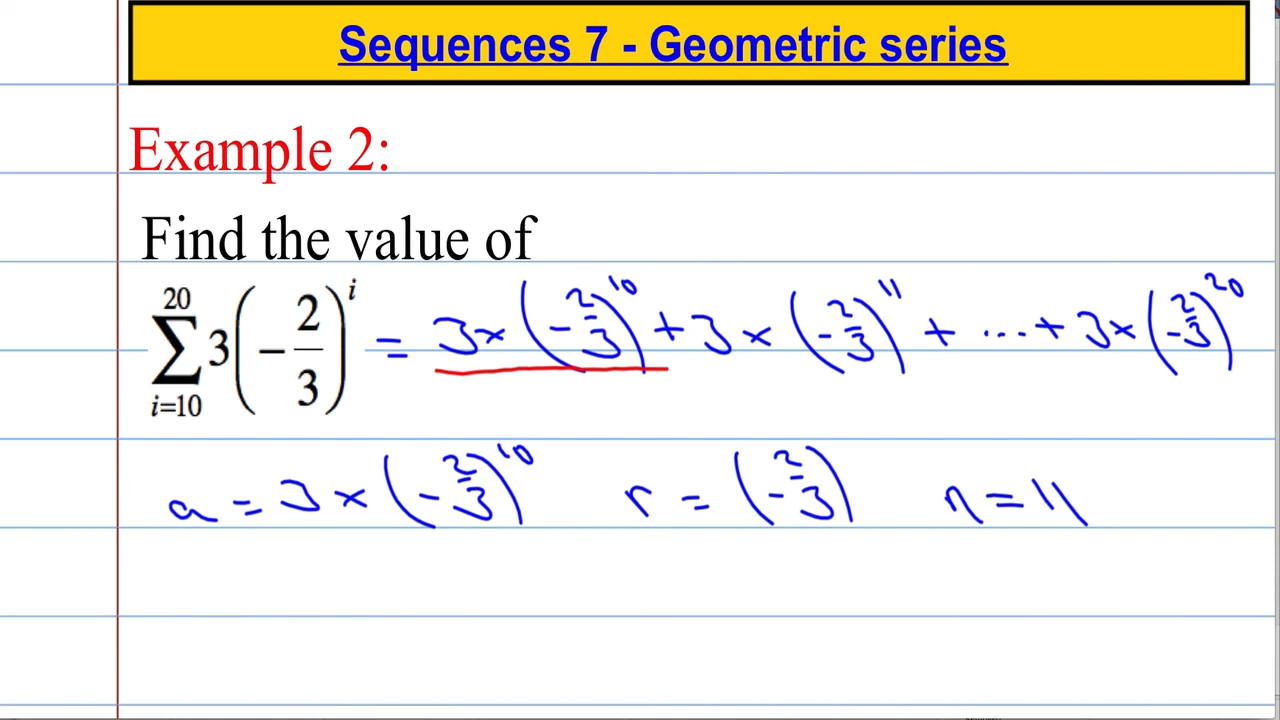 Sequences 7 - Geometric series
Example 2:
Find the value of
∑_{i=10}^{20} 3(-2/3)^i = 3×(-2/3)^10 + 3×(-2/3)^11 + ... + 3×(-2/3)^20
a = 3×(-2/3)^10 r = (-2/3) n = 11